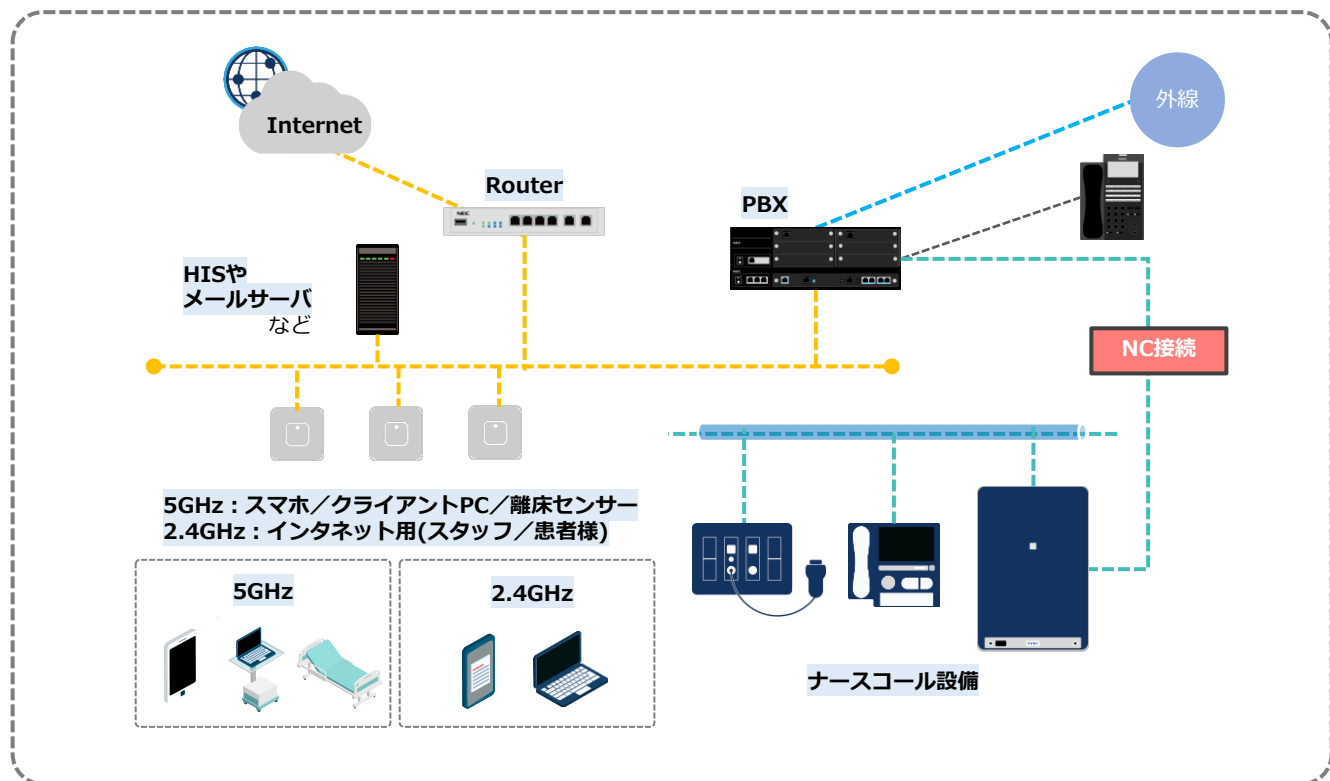 外線
Internet
Router
NEC
PBX
NEC
NEC
HISや
メールサーバ
など
NC接続
5GHz：スマホ／クライアントPC／離床センサー
2.4GHz：インタネット用(スタッフ／患者様)
5GHz
2.4GHz
ナースコール設備